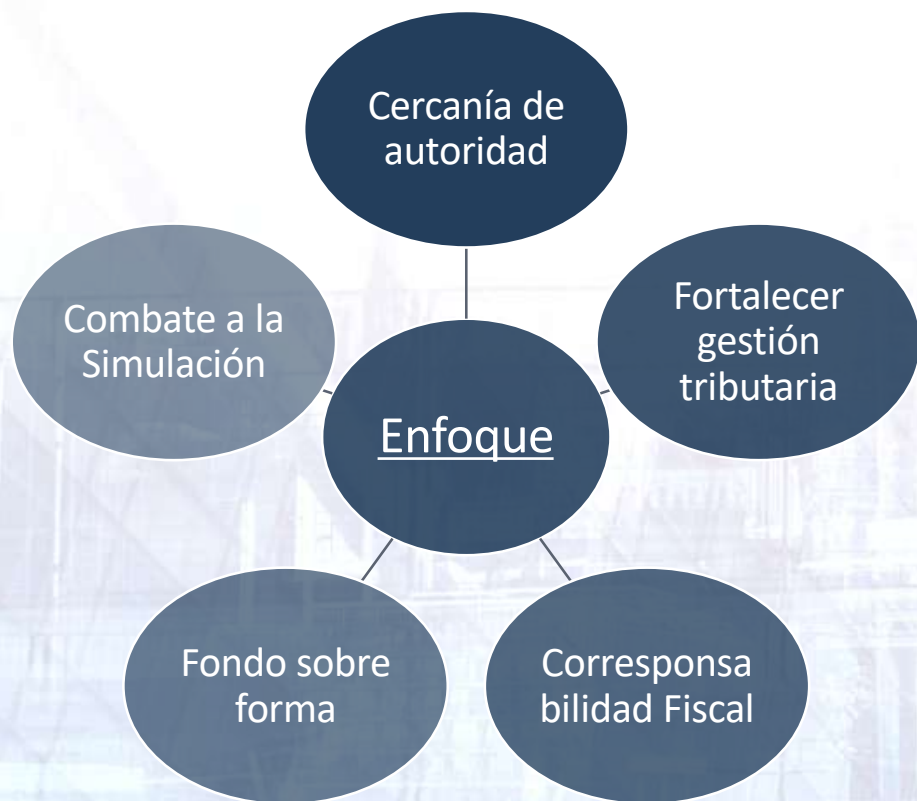 Cercanía de
autoridad
Fortalecer
gestión
tributaria
Corresponsa
bilidad Fiscal
Fondo sobre
forma
Combate a la
Simulación
Enfoque